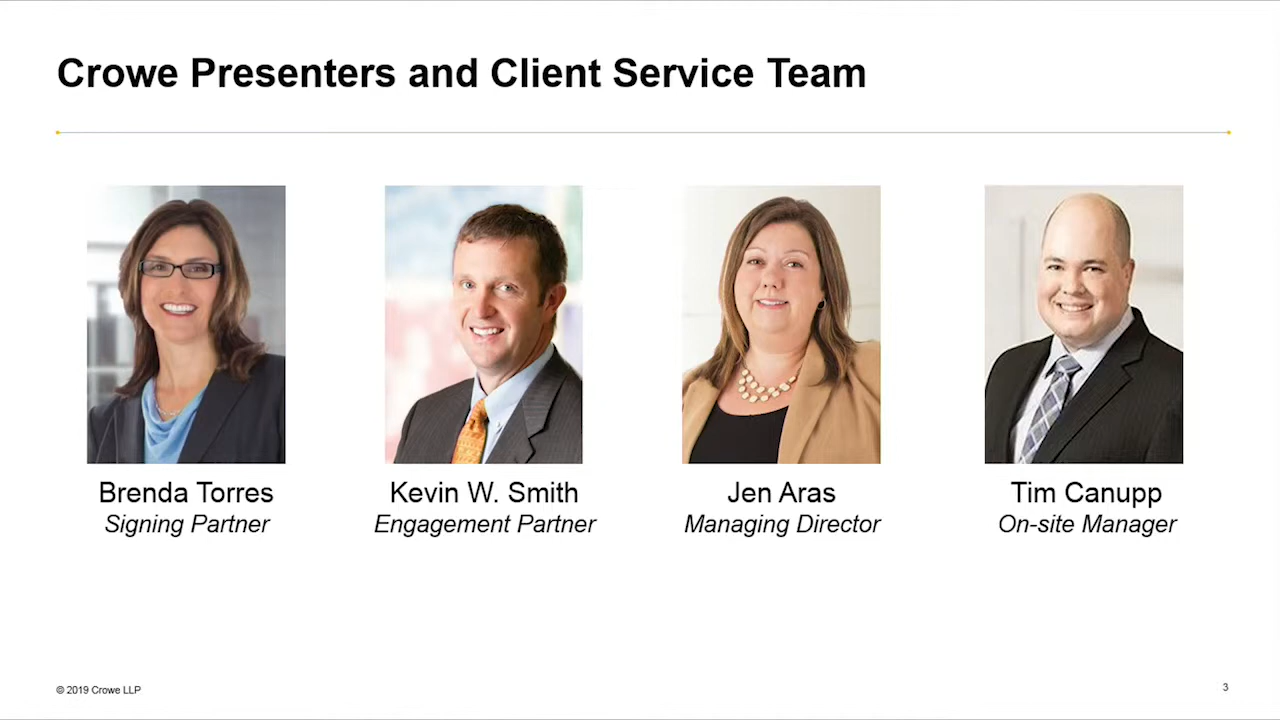 Crowe Presenters and Client Service Team
Brenda Torres
Signing Partner
Kevin W. Smith
Engagement Partner
Jen Aras
Managing Director
Tim Canupp
On-site Manager
© 2019 Crowe LLP
3